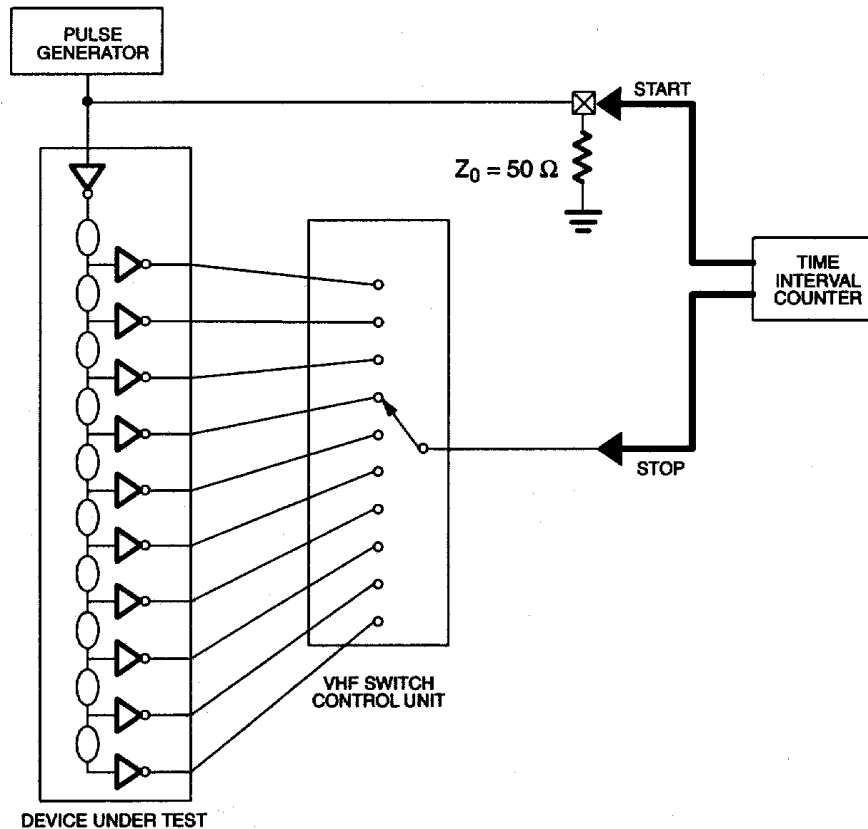 PULSE
GENERATOR
START
Z0 = 50 Ω
TIME
INTERVAL
COUNTER
STOP
VHF SWITCH
CONTROL UNIT
DEVICE UNDER TEST